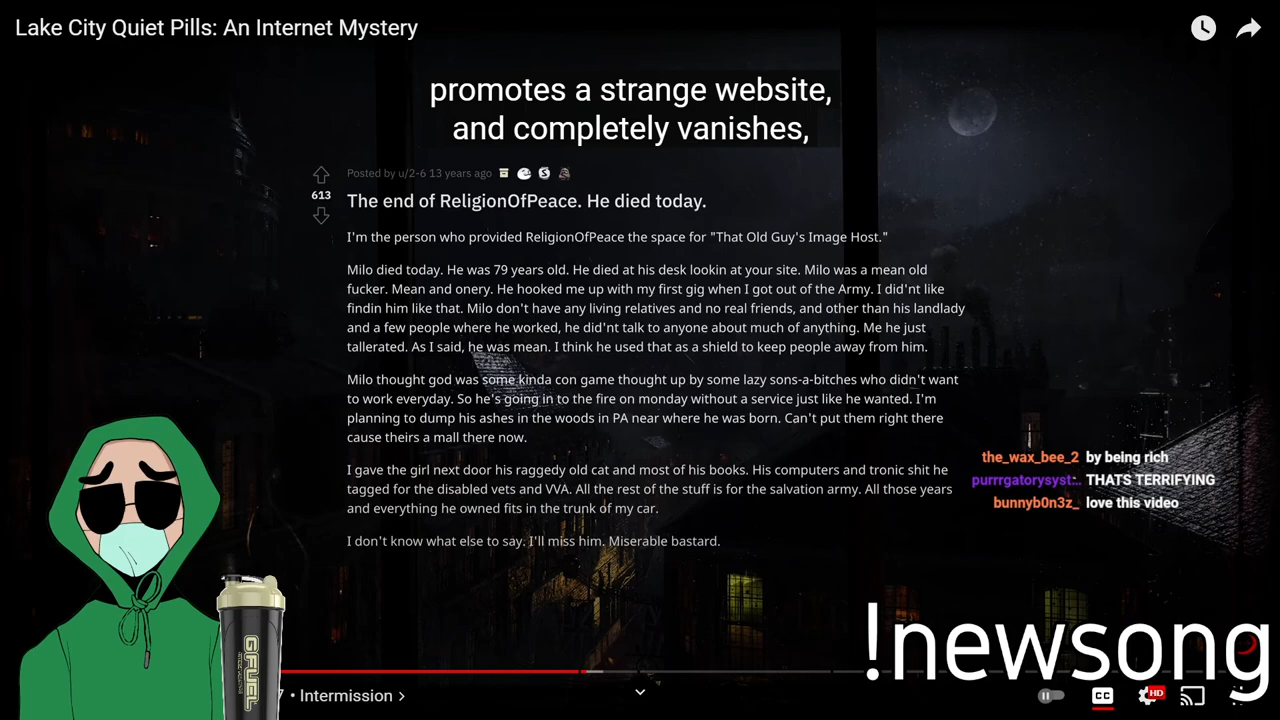 Lake City Quiet Pills: An Internet Mystery
promotes a strange website,
and completely vanishes,
Posted by u/2-6 13 years ago
613
The end of ReligionOfPeace. He died today.
I'm the person who provided ReligionOfPeace the space for "That Old Guy's Image Host."
Milo died today. He was 79 years old. He died at his desk lookin at your site. Milo was a mean old
fucker. Mean and onery. He hooked me up with my first gig when I got out of the Army. I did'nt like
findin him like that. Milo don't have any living relatives and no real friends, and other than his landlady
and a few people where he worked, he did'nt talk to anyone about much of anything. Me he just
tallerated. As I said, he was mean. I think he used that as a shield to keep people away from him.
Milo thought god was some kinda con game thought up by some lazy sons-a-bitches who didn't want
to work everyday. So he's going in to the fire on monday without a service just like he wanted. I'm
planning to dump his ashes in the woods in PA near where he was born. Can't put them right there
cause theirs a mall there now.
I gave the girl next door his raggedy old cat and most of his books. His computers and tronic shit he
tagged for the disabled vets and VVA. All the rest of the stuff is for the salvation army. All those years
and everything he owned fits in the trunk of my car.
I don't know what else to say. I'll miss him. Miserable bastard.
the_wax_bee_2 by being rich
purrrgatorysyst:.. THATS TERRIFYING
bunnyb0n3z_ love this video
!newsong
GFUEL
7 • Intermission >
CC
HD